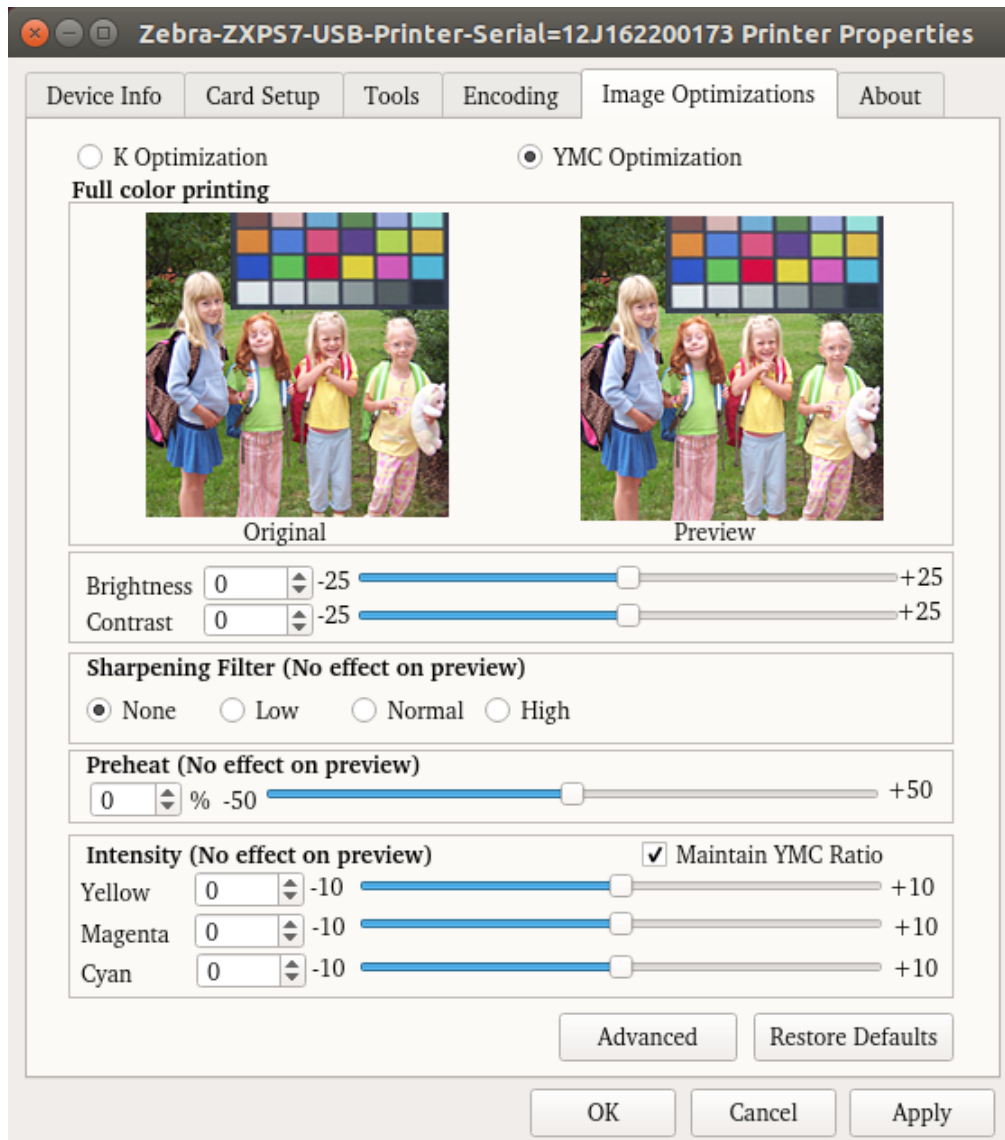 Zebra-ZXPS7-USB-Printer-Serial=12J162200173 Printer Properties
Device Info Card Setup Tools Encoding Image Optimizations About
K Optimization YMC Optimization
Full color printing
Original Preview
Brightness 0 -25 +25
Contrast 0 -25 +25
Sharpening Filter (No effect on preview)
None Low Normal High
Preheat (No effect on preview)
0 % -50 +50
Intensity (No effect on preview) Maintain YMC Ratio
Yellow 0 -10 +10
Magenta 0 -10 +10
Cyan 0 -10 +10
Advanced Restore Defaults
OK Cancel Apply